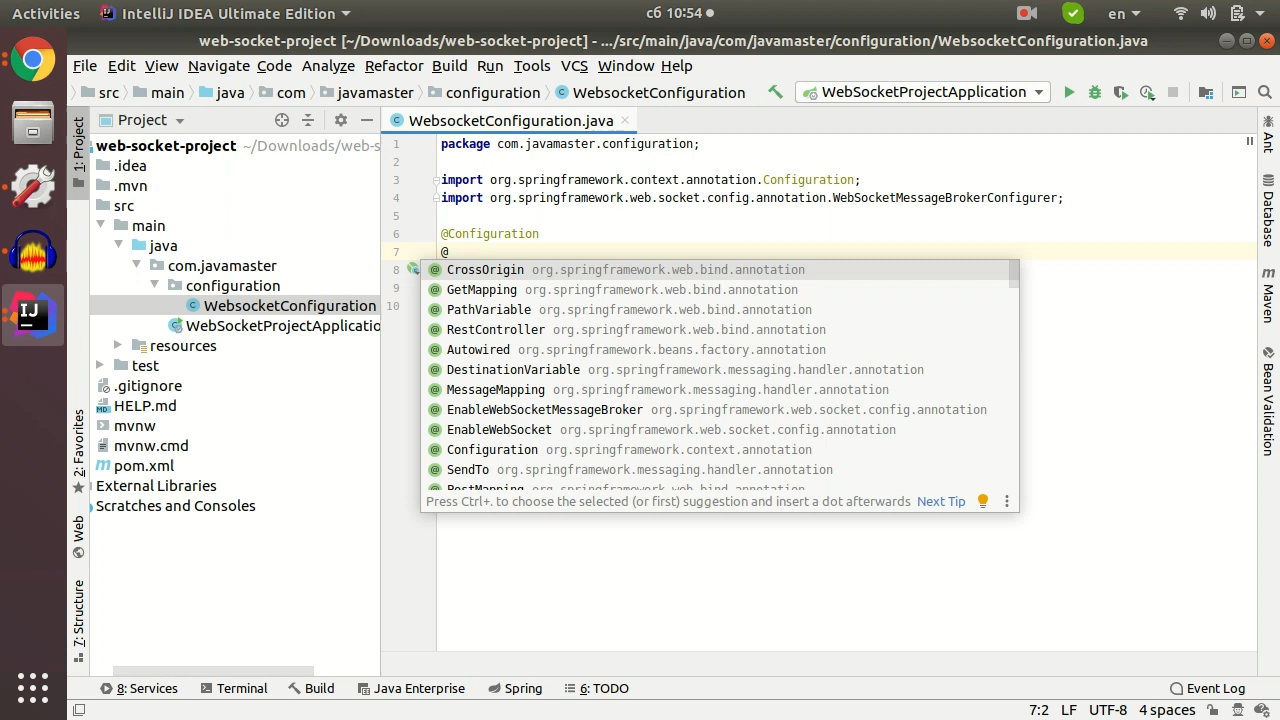 Activities IntelliJ IDEA Ultimate Edition сб 10:54 en
web-socket-project [~/Downloads/web-socket-project] - .../src/main/java/com/javamaster/configuration/WebsocketConfiguration.java
File Edit View Navigate Code Analyze Refactor Build Run Tools VCS Window Help
src main java com javamaster configuration WebsocketConfiguration WebSocketProjectApplication
1: Project
2: Favorites
Web
7: Structure
Project
web-socket-project ~/Downloads/web-s
.idea
.mvn
src
main
java
com.javamaster
configuration
WebsocketConfiguration
WebSocketProjectApplicatio
resources
test
.gitignore
HELP.md
mvnw
mvnw.cmd
pom.xml
External Libraries
Scratches and Consoles
WebsocketConfiguration.java
1 package com.javamaster.configuration;
2
3 import org.springframework.context.annotation.Configuration;
4 import org.springframework.web.socket.config.annotation.WebSocketMessageBrokerConfigurer;
5
6 @Configuration
7 @
8
9
10
CrossOrigin org.springframework.web.bind.annotation
GetMapping org.springframework.web.bind.annotation
PathVariable org.springframework.web.bind.annotation
RestController org.springframework.web.bind.annotation
Autowired org.springframework.beans.factory.annotation
DestinationVariable org.springframework.messaging.handler.annotation
MessageMapping org.springframework.messaging.handler.annotation
EnableWebSocketMessageBroker org.springframework.web.socket.config.annotation
EnableWebSocket org.springframework.web.socket.config.annotation
Configuration org.springframework.context.annotation
SendTo org.springframework.messaging.handler.annotation
PostMapping org.springframework.web.bind.annotation
Press Ctrl+. to choose the selected (or first) suggestion and insert a dot afterwards Next Tip
Ant
Database
Maven
Bean Validation
8: Services Terminal Build Java Enterprise Spring 6: TODO Event Log
7:2 LF UTF-8 4 spaces